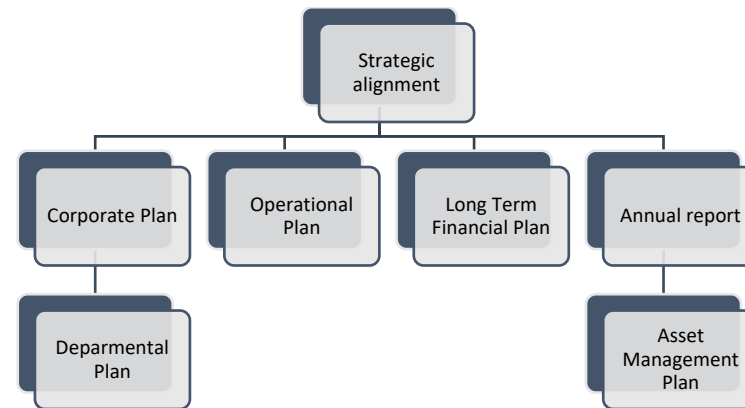 Strategic
alignment
Corporate Plan
Operational
Plan
Long Term
Financial Plan
Annual report
Deparmental
Plan
Asset
Management
Plan